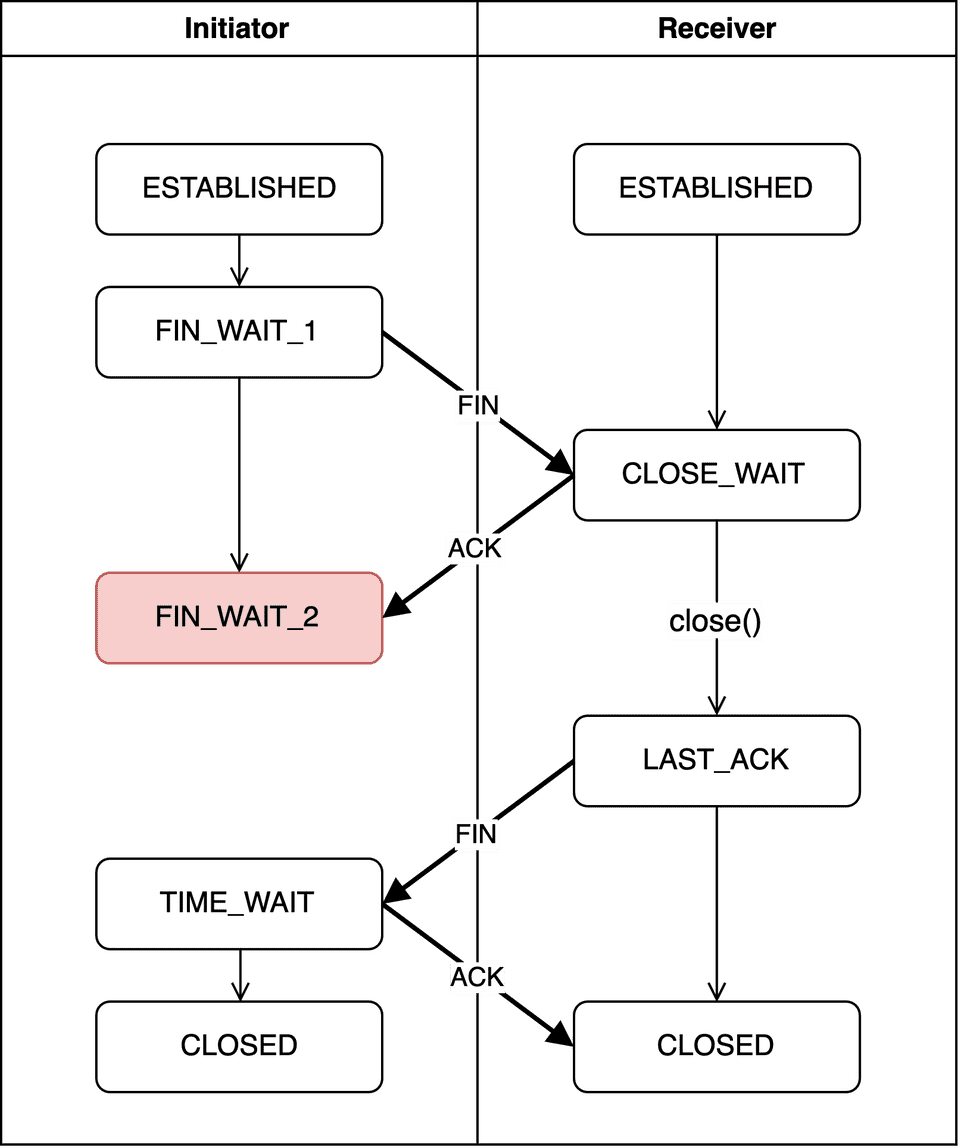 Initiator
Receiver
ESTABLISHED
ESTABLISHED
FIN_WAIT_1
FIN
CLOSE_WAIT
ACK
FIN_WAIT_2
close()
LAST_ACK
FIN
TIME_WAIT
ACK
CLOSED
CLOSED